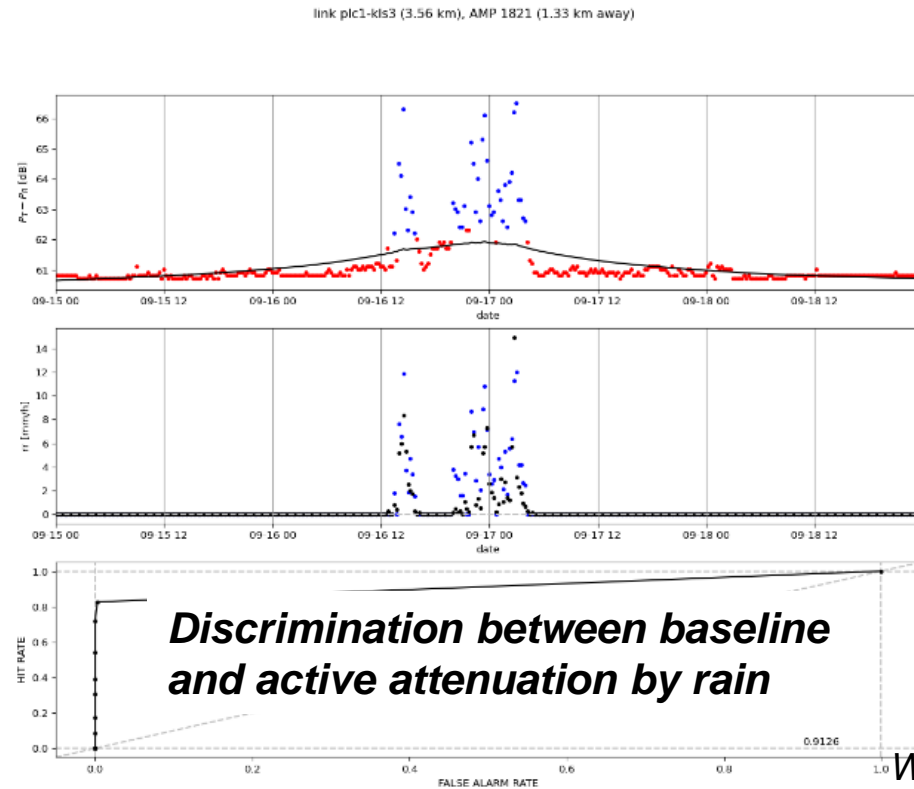 link plc1-kls3 (3.56 km), AMP 1821 (1.33 km away)
66
65
64
63
62
61
P_T − P_R [dB]
09-15 00 09-15 12 09-16 00 09-16 12 09-17 00 09-17 12 09-18 00 09-18 12
date
14
12
10
8
6
4
2
0
rr [mm/h]
09-15 00 09-15 12 09-16 00 09-16 12 09-17 00 09-17 12 09-18 00 09-18 12
date
1.0
0.8
0.6
0.4
0.2
0.0
HIT RATE
Discrimination between baseline
and active attenuation by rain
0.9126
0.0 0.2 0.4 0.6 0.8 1.0
FALSE ALARM RATE
W